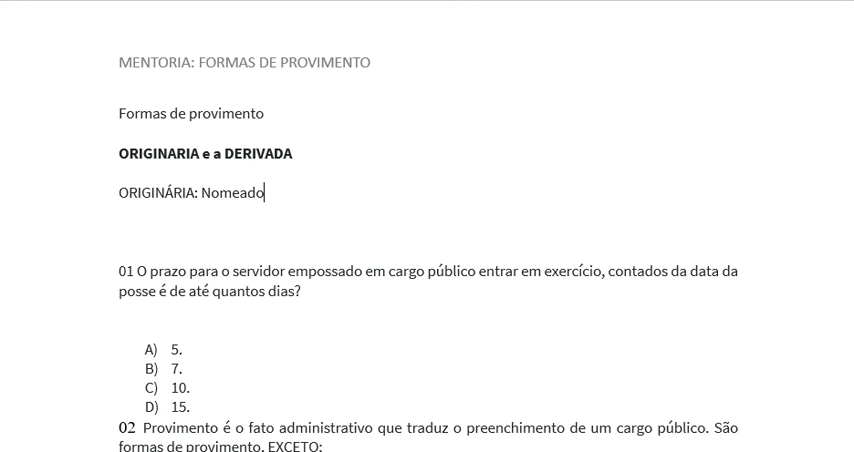 MENTORIA: FORMAS DE PROVIMENTO
Formas de provimento
ORIGINARIA e a DERIVADA
ORIGINÁRIA: Nomeado
01 O prazo para o servidor empossado em cargo público entrar em exercício, contados da data da
posse é de até quantos dias?
A) 5.
B) 7.
C) 10.
D) 15.
02 Provimento é o fato administrativo que traduz o preenchimento de um cargo público. São
formas de provimento, EXCETO: